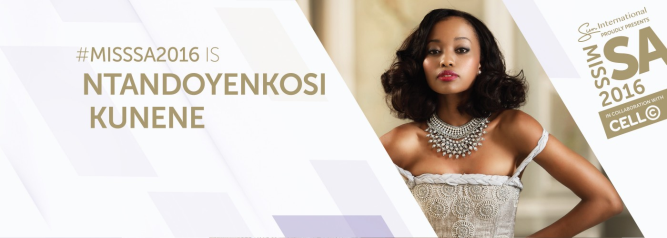 #MISSSA2016 IS
NTANDOYENKOSI
KUNENE
Sun International
PROUDLY PRESENTS
MISS
SA
2016
IN COLLABORATION WITH
CELL C